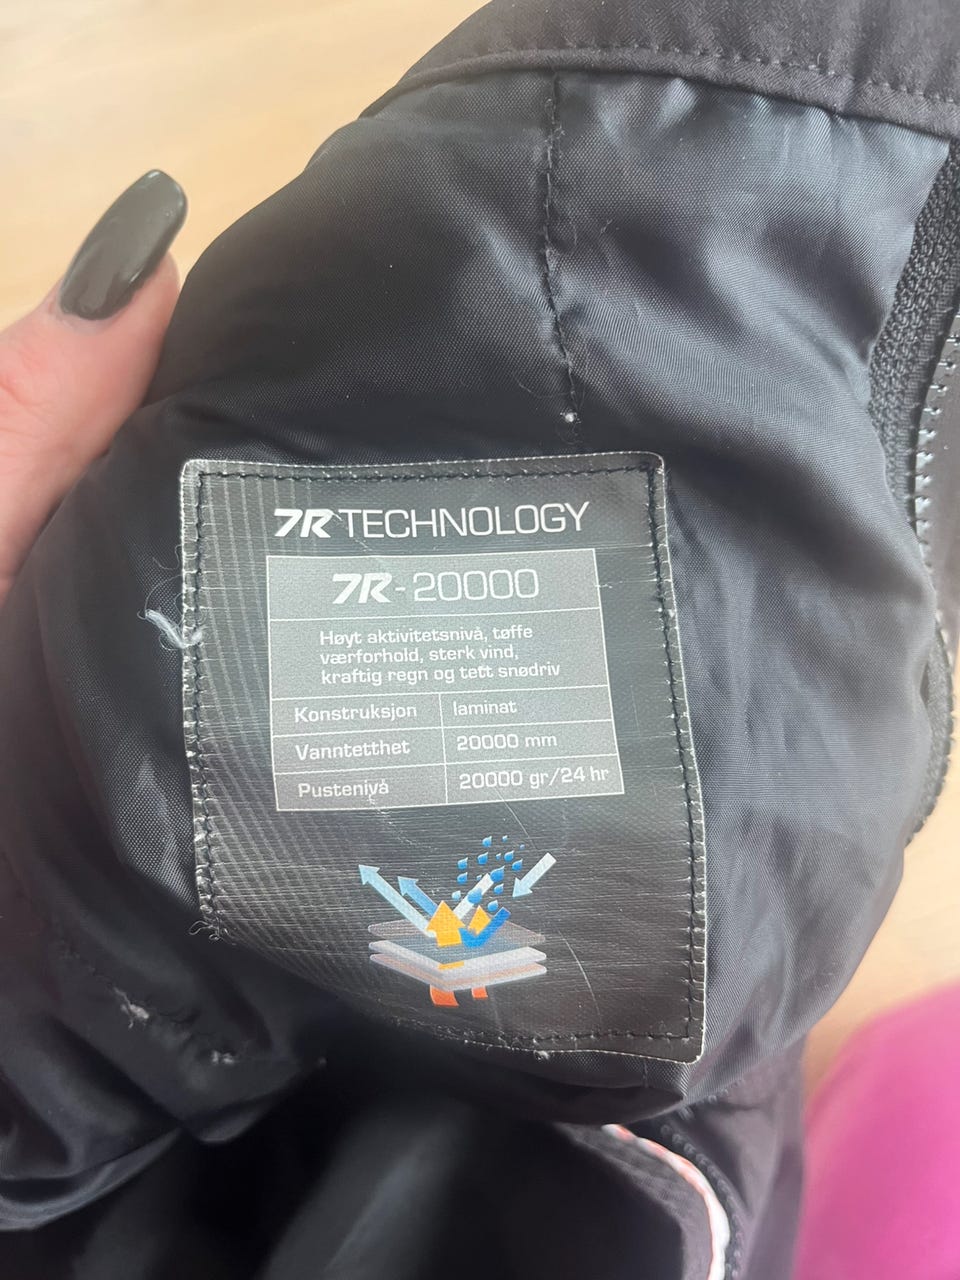 7R TECHNOLOGY
7R-20000
Høyt aktivitetsnivå, tøffe
værforhold, sterk vind,
kraftig regn og tett snødriv
Konstruksjon laminat
Vanntetthet 20000 mm
Pustenivå 20000 gr/24 hr